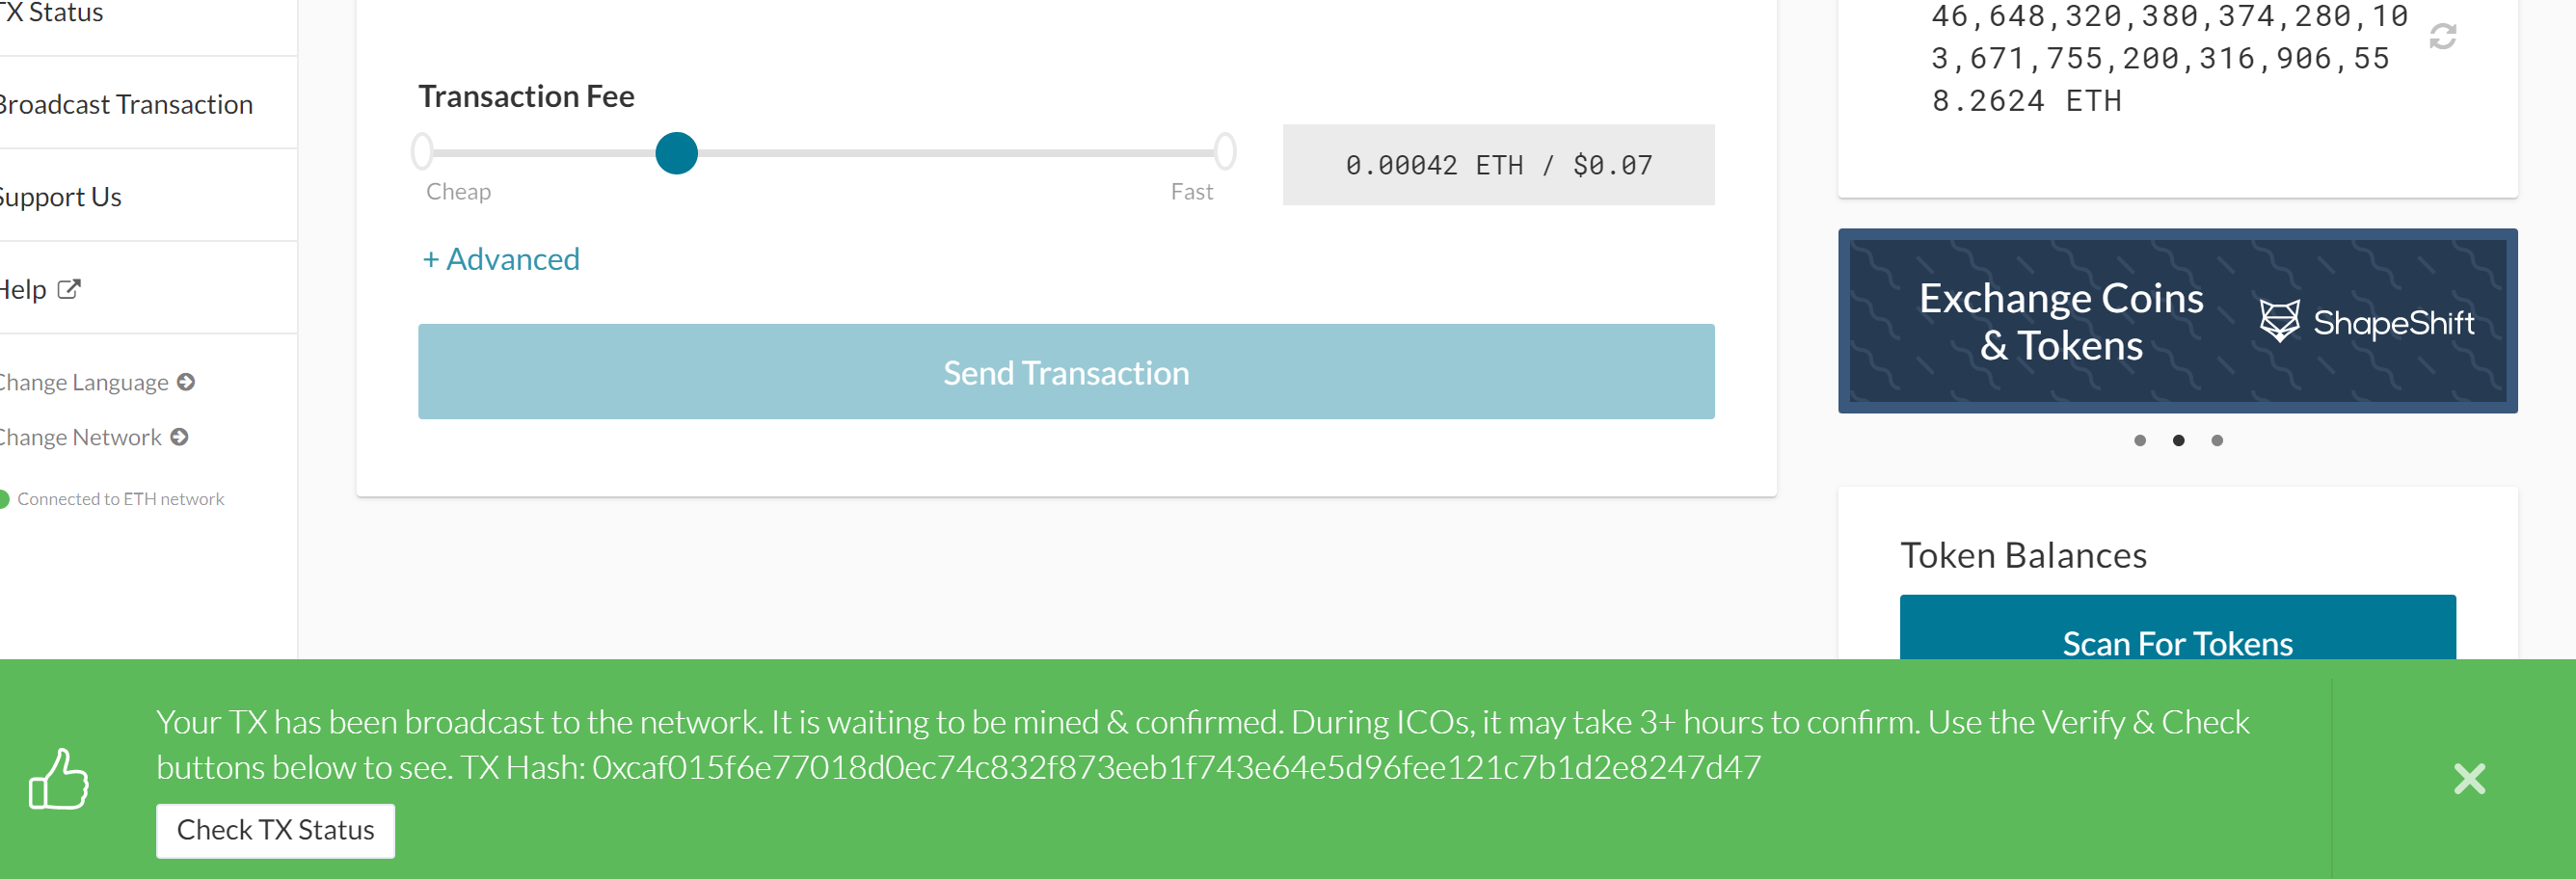 TX Status
Broadcast Transaction
Support Us
Help
Change Language
Change Network
Connected to ETH network
Transaction Fee
Cheap
Fast
0.00042 ETH / $0.07
+ Advanced
Send Transaction
46,648,320,380,374,280,10
3,671,755,200,316,906,55
8.2624 ETH
Exchange Coins
& Tokens
ShapeShift
Token Balances
Scan For Tokens
Your TX has been broadcast to the network. It is waiting to be mined & confirmed. During ICOs, it may take 3+ hours to confirm. Use the Verify & Check
buttons below to see. TX Hash: 0xcaf015f6e77018d0ec74c832f873eeb1f743e64e5d96fee121c7b1d2e8247d47
Check TX Status